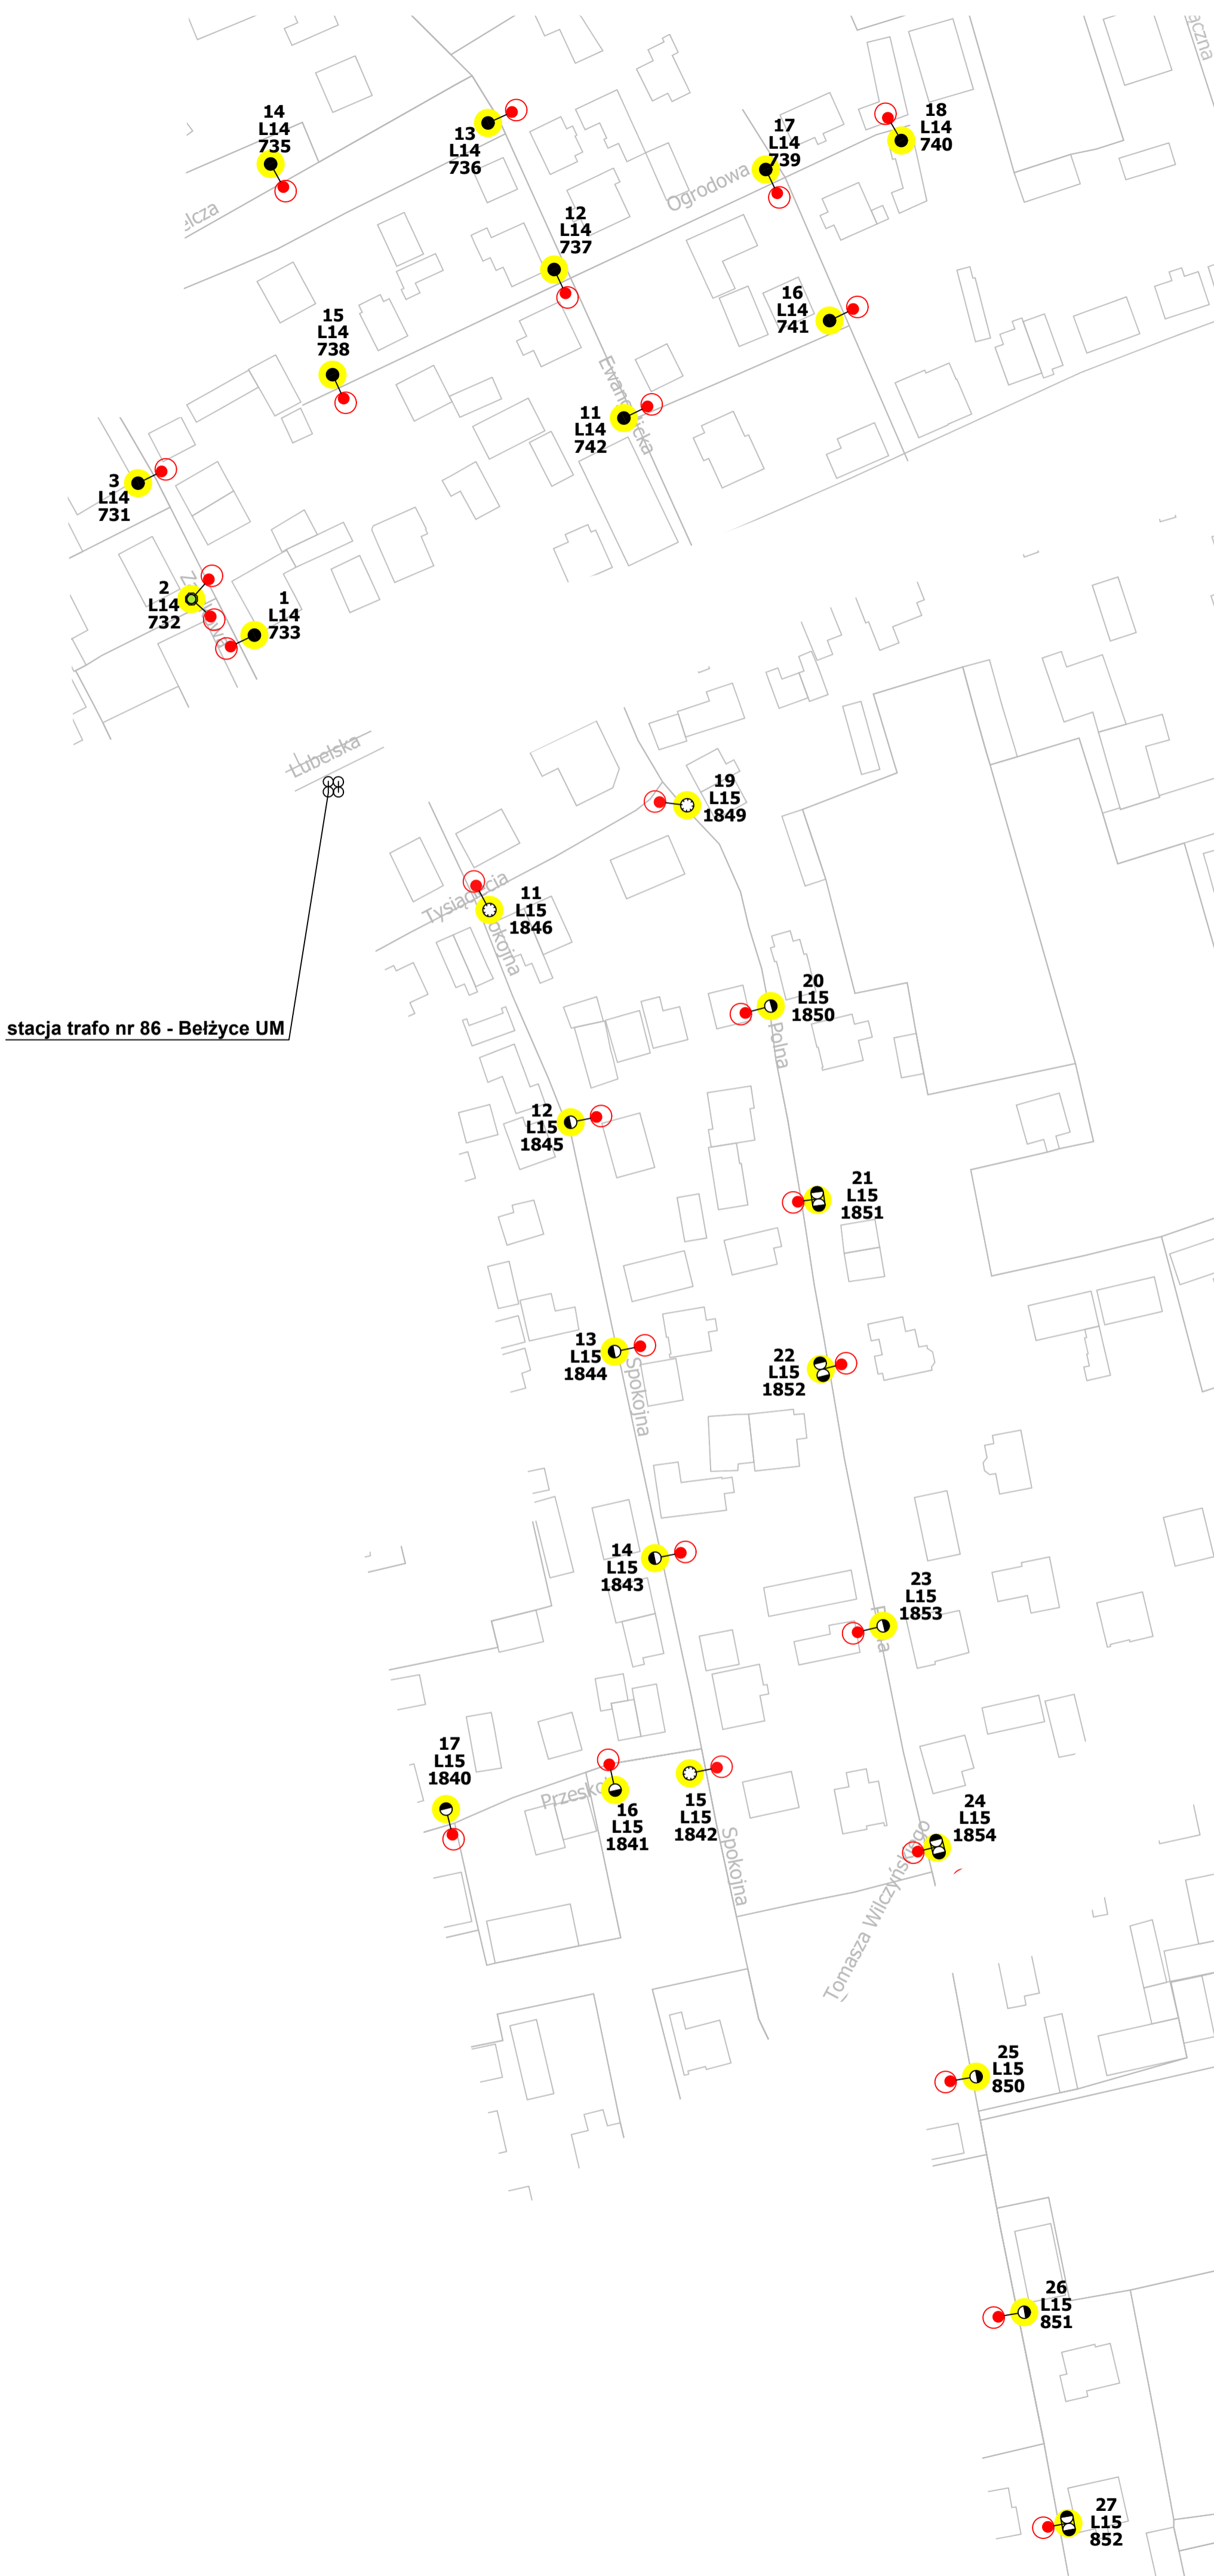 14
L14
735
13
L14
736
17
L14
739
18
L14
740
Ogrodowa
12
L14
737
16
L14
741
15
L14
738
11
L14
742
3
L14
731
2
L14
732
1
L14
733
Lubelska
19
L15
1849
Tysiąclecia
11
L15
1846
20
L15
1850
Polna
stacja trafo nr 86 - Bełżyce UM
12
L15
1845
21
L15
1851
13
L15
1844
Spokojna
22
L15
1852
14
L15
1843
23
L15
1853
17
L15
1840
16
L15
1841
15
L15
1842
Spokojna
24
L15
1854
Tomasza Wilczyńskiego
25
L15
850
26
L15
851
27
L15
852